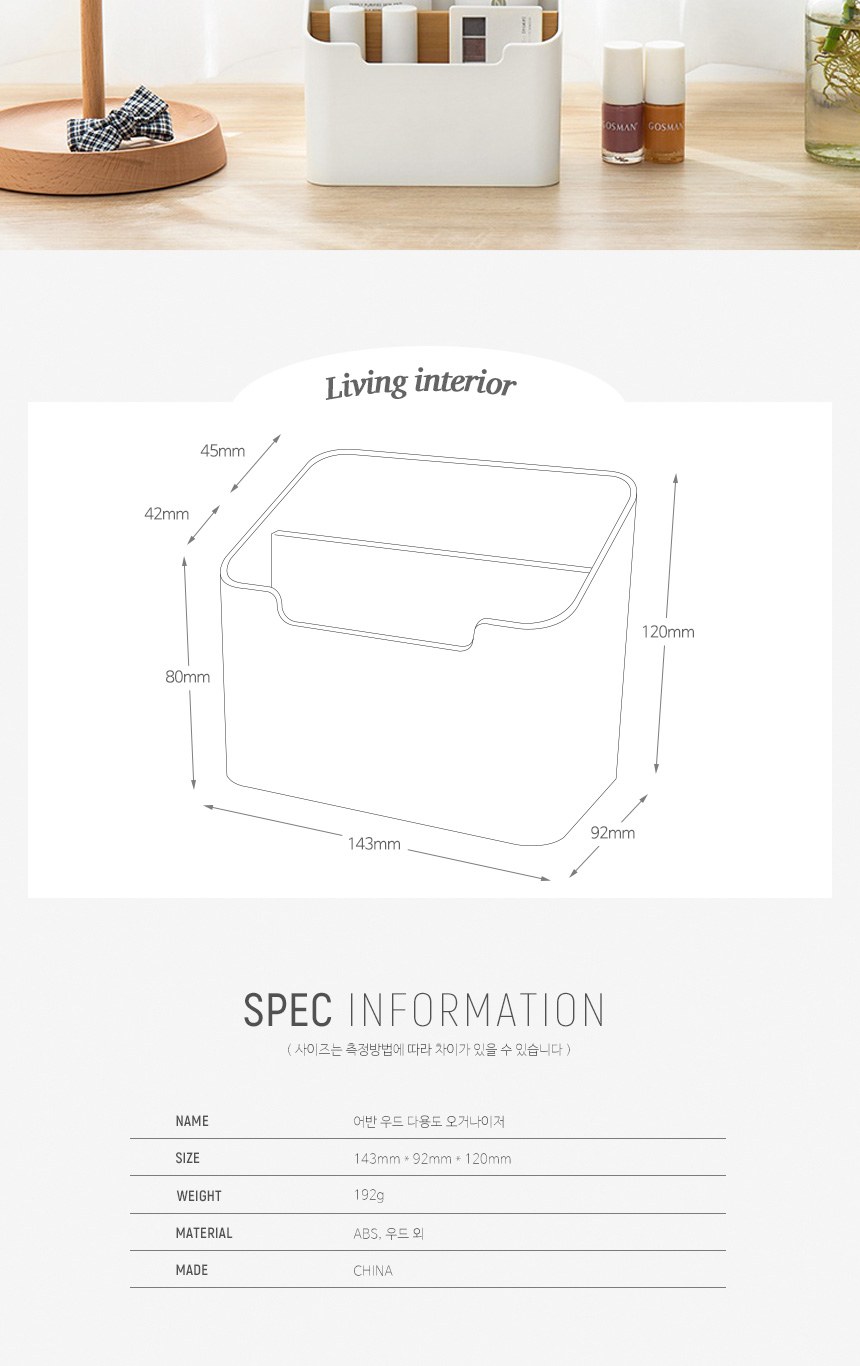 GOSMAN
GOSMAN
Living interior
45mm
42mm
80mm
120mm
143mm
92mm
SPEC INFORMATION
( 사이즈는 측정방법에 따라 차이가 있을 수 있습니다 )
NAME 어반 우드 다용도 오거나이져
SIZE 143mm * 92mm * 120mm
WEIGHT 192g
MATERIAL ABS, 우드 외
MADE CHINA